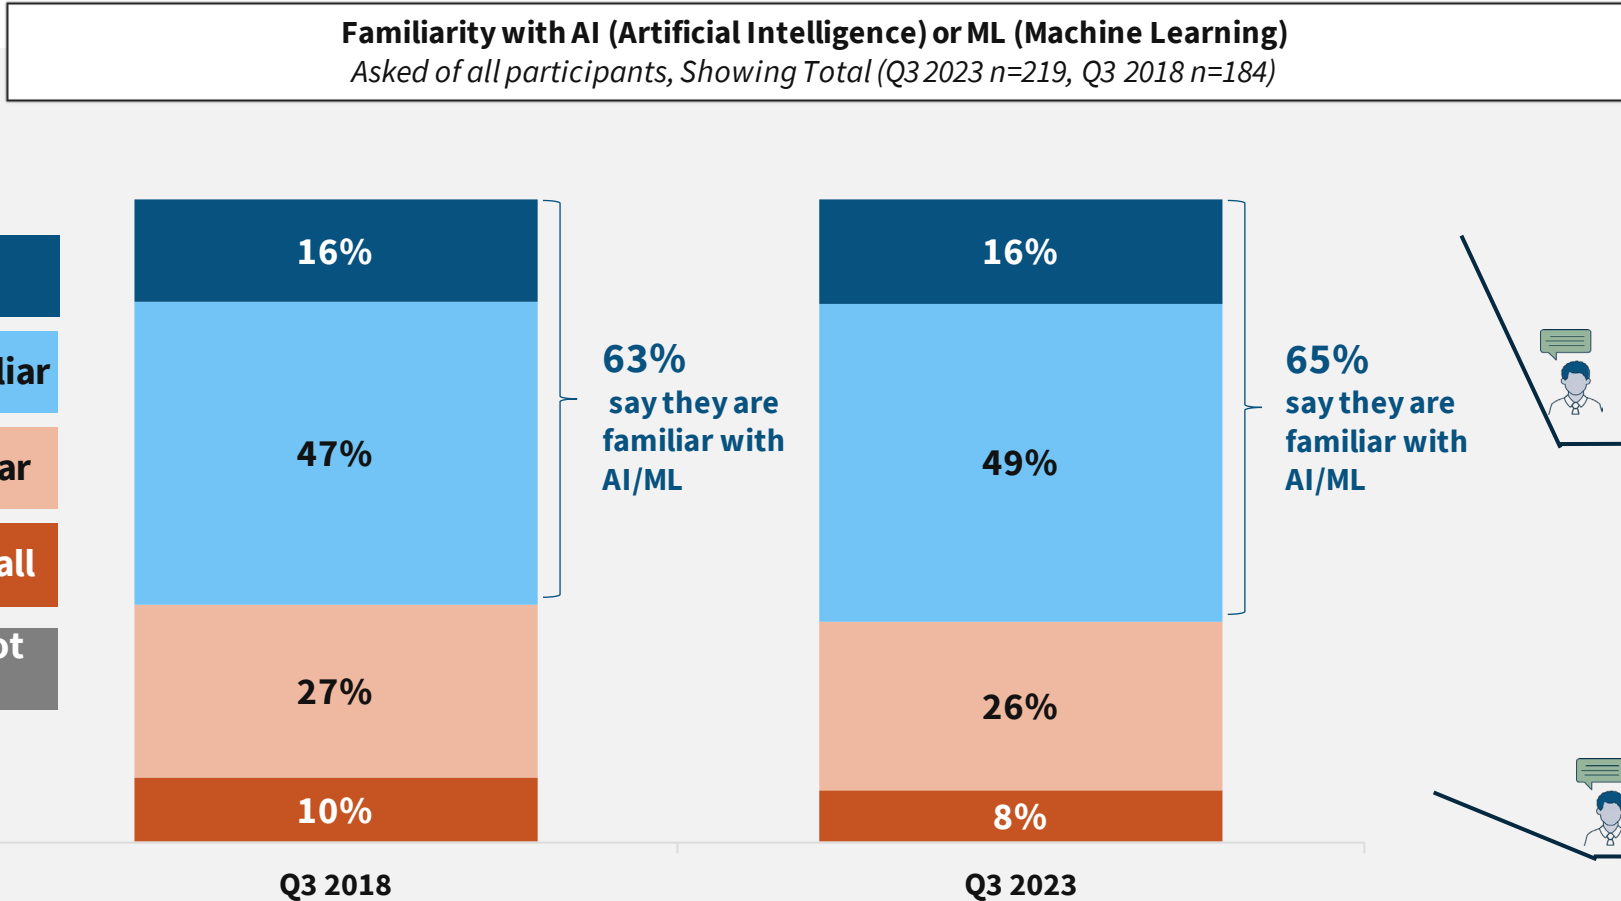 Familiarity with AI (Artificial Intelligence) or ML (Machine Learning)
Asked of all participants, Showing Total (Q3 2023 n=219, Q3 2018 n=184)
liar
ar
all
ot
16%
47%
27%
10%
63%
say they are
familiar with
AI/ML
Q3 2018
16%
49%
26%
8%
65%
say they are
familiar with
AI/ML
Q3 2023